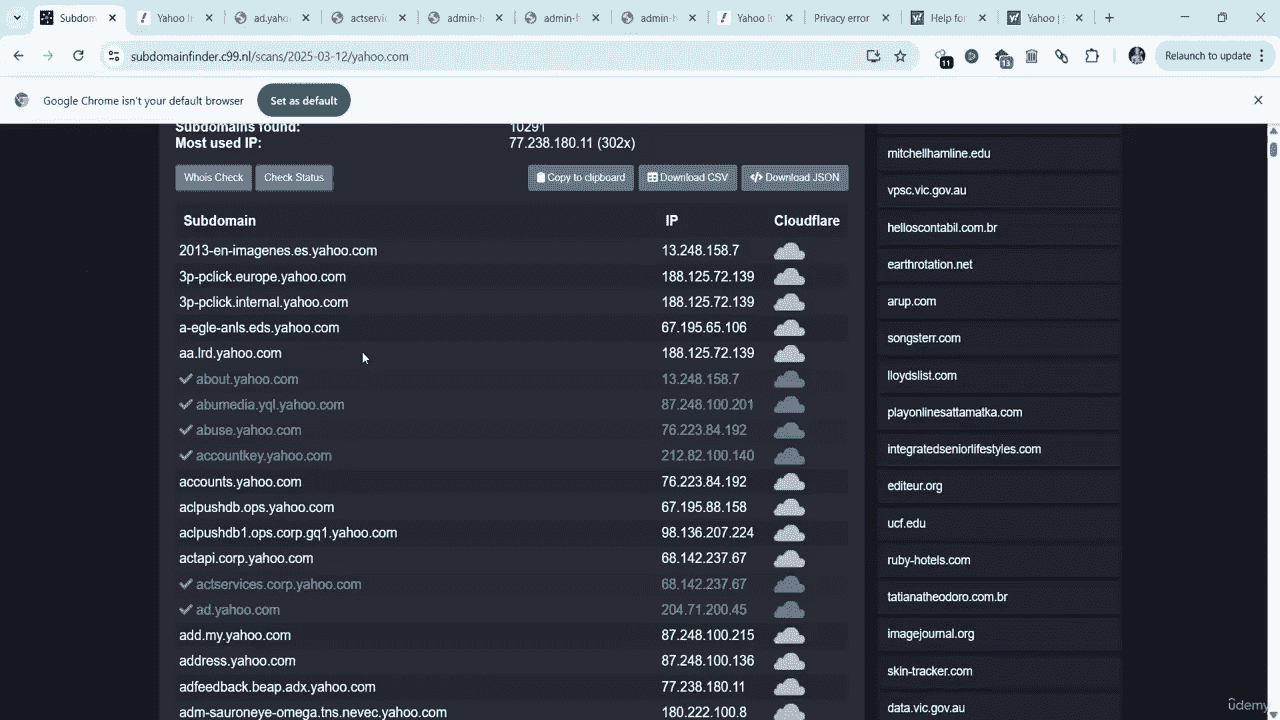 Subdom
Yahoo I
ad.yaho
actservic
admin-c
admin-h
admin-h
Yahoo (I
Privacy error
Help for
Yahoo |
subdomainfinder.c99.nl/scans/2025-03-12/yahoo.com
11
13
Relaunch to update
Google Chrome isn't your default browser
Set as default
Subdomains found: 10291
Most used IP: 77.238.180.11 (302x)
Whois Check
Check Status
Copy to clipboard
Download CSV
Download JSON
Subdomain IP Cloudflare
2013-en-imagenes.es.yahoo.com 13.248.158.7
3p-pclick.europe.yahoo.com 188.125.72.139
3p-pclick.internal.yahoo.com 188.125.72.139
a-egle-anls.eds.yahoo.com 67.195.65.106
aa.lrd.yahoo.com 188.125.72.139
about.yahoo.com 13.248.158.7
abumedia.yql.yahoo.com 87.248.100.201
abuse.yahoo.com 76.223.84.192
accountkey.yahoo.com 212.82.100.140
accounts.yahoo.com 76.223.84.192
aclpushdb.ops.yahoo.com 67.195.88.158
aclpushdb1.ops.corp.gq1.yahoo.com 98.136.207.224
actapi.corp.yahoo.com 68.142.237.67
actservices.corp.yahoo.com 68.142.237.67
ad.yahoo.com 204.71.200.45
add.my.yahoo.com 87.248.100.215
address.yahoo.com 87.248.100.136
adfeedback.beap.adx.yahoo.com 77.238.180.11
adm-sauroneye-omega.tns.nevec.yahoo.com 180.222.100.8
mitchellhamline.edu
vpsc.vic.gov.au
helloscontabil.com.br
earthrotation.net
arup.com
songsterr.com
lloydslist.com
playonlinesattamatka.com
integratedseniorlifestyles.com
editeur.org
ucf.edu
ruby-hotels.com
tatianatheodoro.com.br
imagejournal.org
skin-tracker.com
data.vic.gov.au
ûdemy